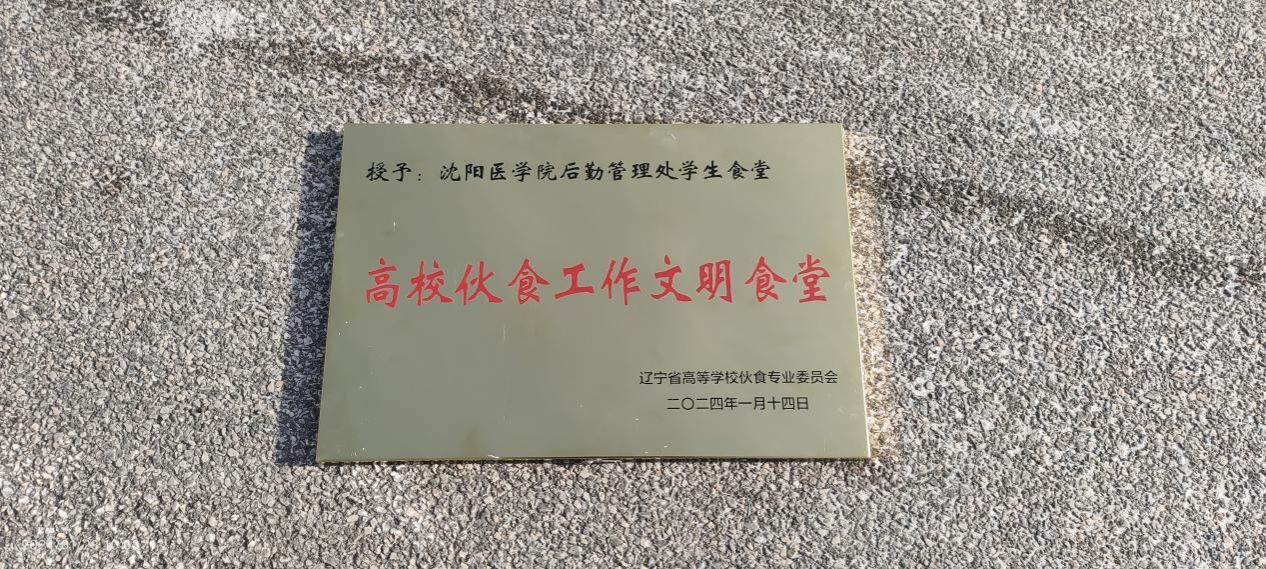 授予：沈阳医学院后勤管理处学生食堂
高校伙食工作文明食堂
辽宁省高等学校伙食专业委员会
二〇二四年一月十四日